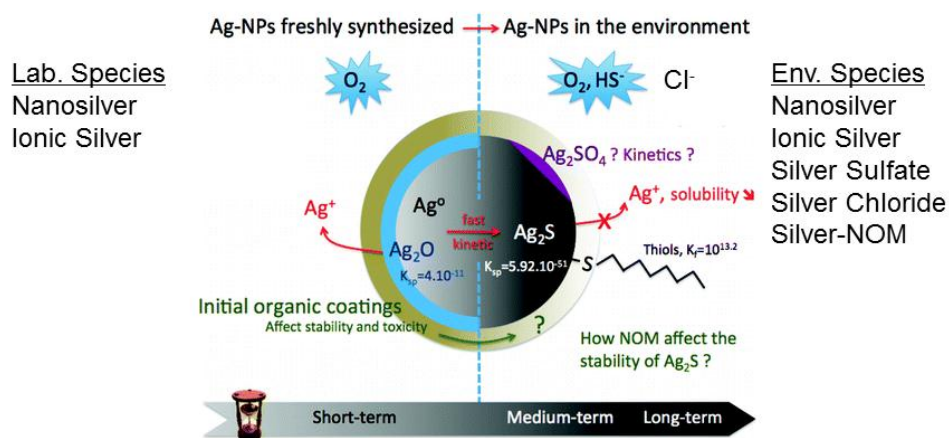 Ag-NPs freshly synthesized → Ag-NPs in the environment
Lab. Species
Nanosilver
Ionic Silver
O₂
O₂, HS⁻
Cl⁻
Env. Species
Nanosilver
Ionic Silver
Silver Sulfate
Silver Chloride
Silver-NOM
Ag₂SO₄ ? Kinetics ?
Ag⁺
Ag⁺, solubility ↘
Ag⁰
fast
kinetic
Ag₂O
Ksp=4.10⁻¹¹
Ag₂S
Ksp=5.92.10⁻⁵¹
X
S
Thiols, Kf=10¹³·²
Initial organic coatings
Affect stability and toxicity
?
How NOM affect the
stability of Ag₂S ?
Short-term
Medium-term
Long-term